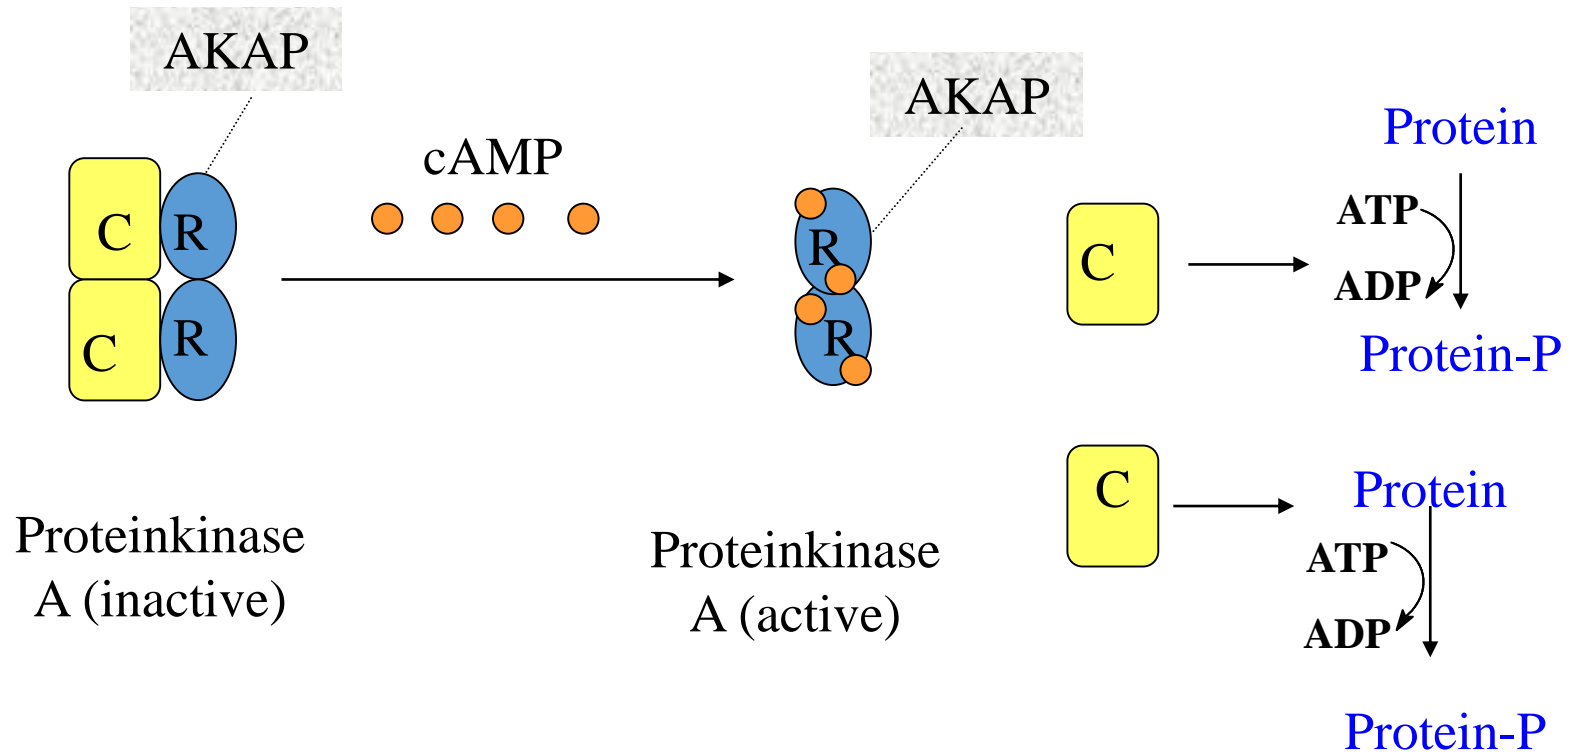 AKAP
cAMP
C
R
C
R
Proteinkinase
A (inactive)
AKAP
R
R
Proteinkinase
A (active)
C
C
Protein
ATP
ADP
Protein-P
Protein
ATP
ADP
Protein-P